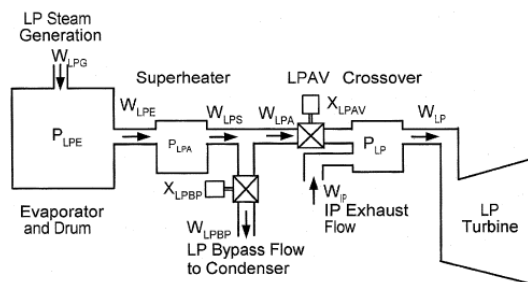 LP Steam
Generation
W_LPG
Superheater
LPAV Crossover
X_LPAV
W_LPE
W_LPS
W_LPA
W_LP
P_LPE
P_LPA
P_LP
X_LPBP
W_IP
IP Exhaust
Flow
Evaporator
and Drum
W_LPBP
LP Bypass Flow
to Condenser
LP
Turbine